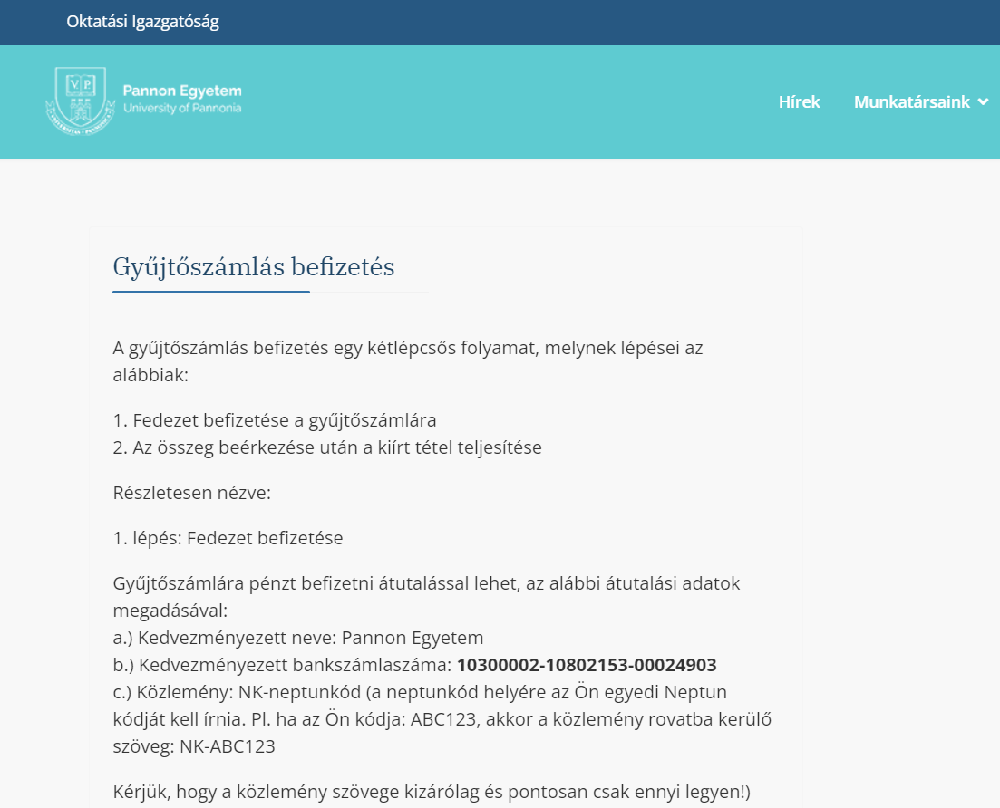 Oktatási Igazgatóság
VP
Pannon Egyetem
University of Pannonia
Hírek Munkatársaink
Gyűjtőszámlás befizetés
A gyűjtőszámlás befizetés egy kétlépcsős folyamat, melynek lépései az
alábbiak:
1. Fedezet befizetése a gyűjtőszámlára
2. Az összeg beérkezése után a kiírt tétel teljesítése
Részletesen nézve:
1. lépés: Fedezet befizetése
Gyűjtőszámlára pénzt befizetni átutalással lehet, az alábbi átutalási adatok
megadásával:
a.) Kedvezményezett neve: Pannon Egyetem
b.) Kedvezményezett bankszámlaszáma: 10300002-10802153-00024903
c.) Közlemény: NK-neptunkód (a neptunkód helyére az Ön egyedi Neptun
kódját kell írnia. Pl. ha az Ön kódja: ABC123, akkor a közlemény rovatba kerülő
szöveg: NK-ABC123
Kérjük, hogy a közlemény szövege kizárólag és pontosan csak ennyi legyen!)